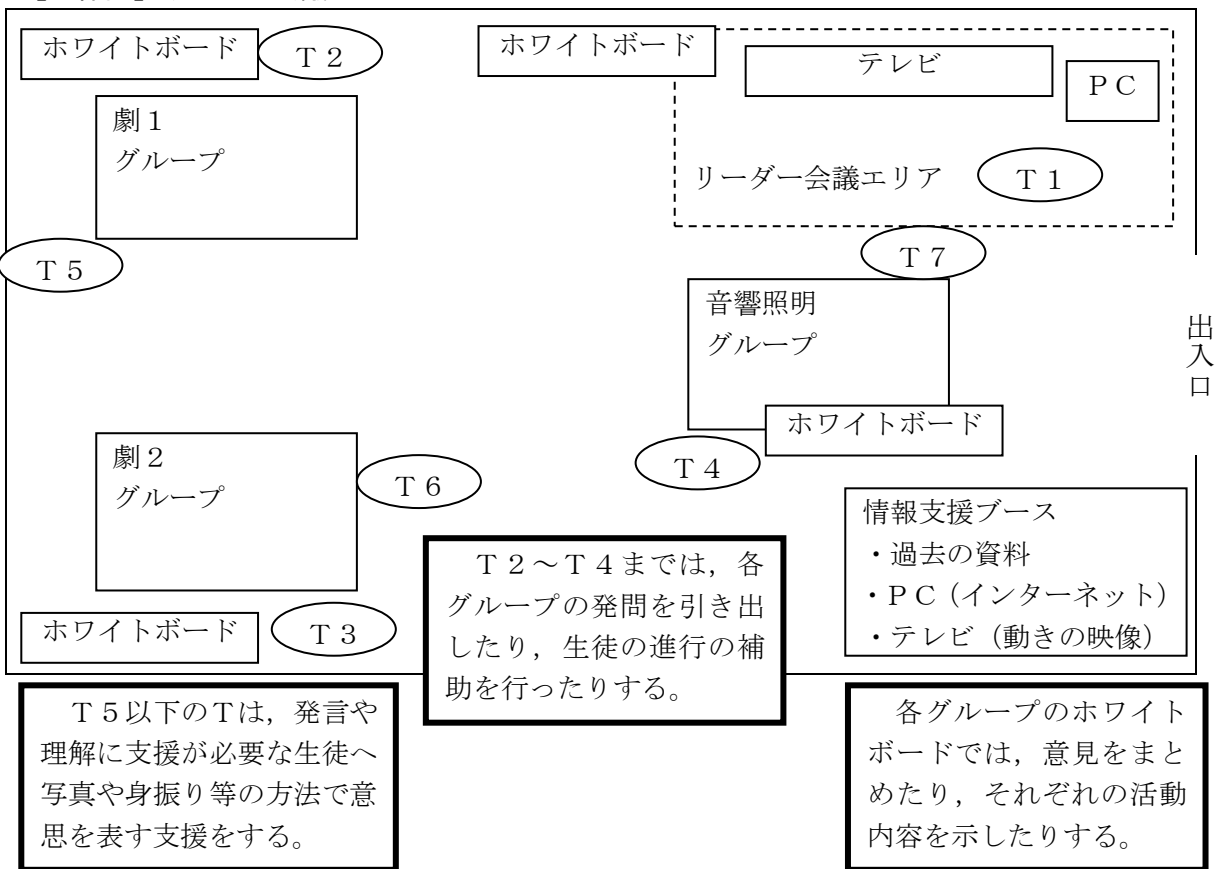 ホワイトボード
T2
ホワイトボード
テレビ
PC
劇1
グループ
リーダー会議エリア
T1
T5
T7
音響照明
グループ
出入口
ホワイトボード
T4
劇2
グループ
T6
情報支援ブース
・過去の資料
・PC(インターネット)
・テレビ(動きの映像)
ホワイトボード
T3
T2~T4までは,各
グループの発問を引き出
したり,生徒の進行の補
助を行ったりする。
T5以下のTは,発言や
理解に支援が必要な生徒へ
写真や身振り等の方法で意
思を表す支援をする。
各グループのホワイト
ボードでは,意見をまと
めたり,それぞれの活動
内容を示したりする。